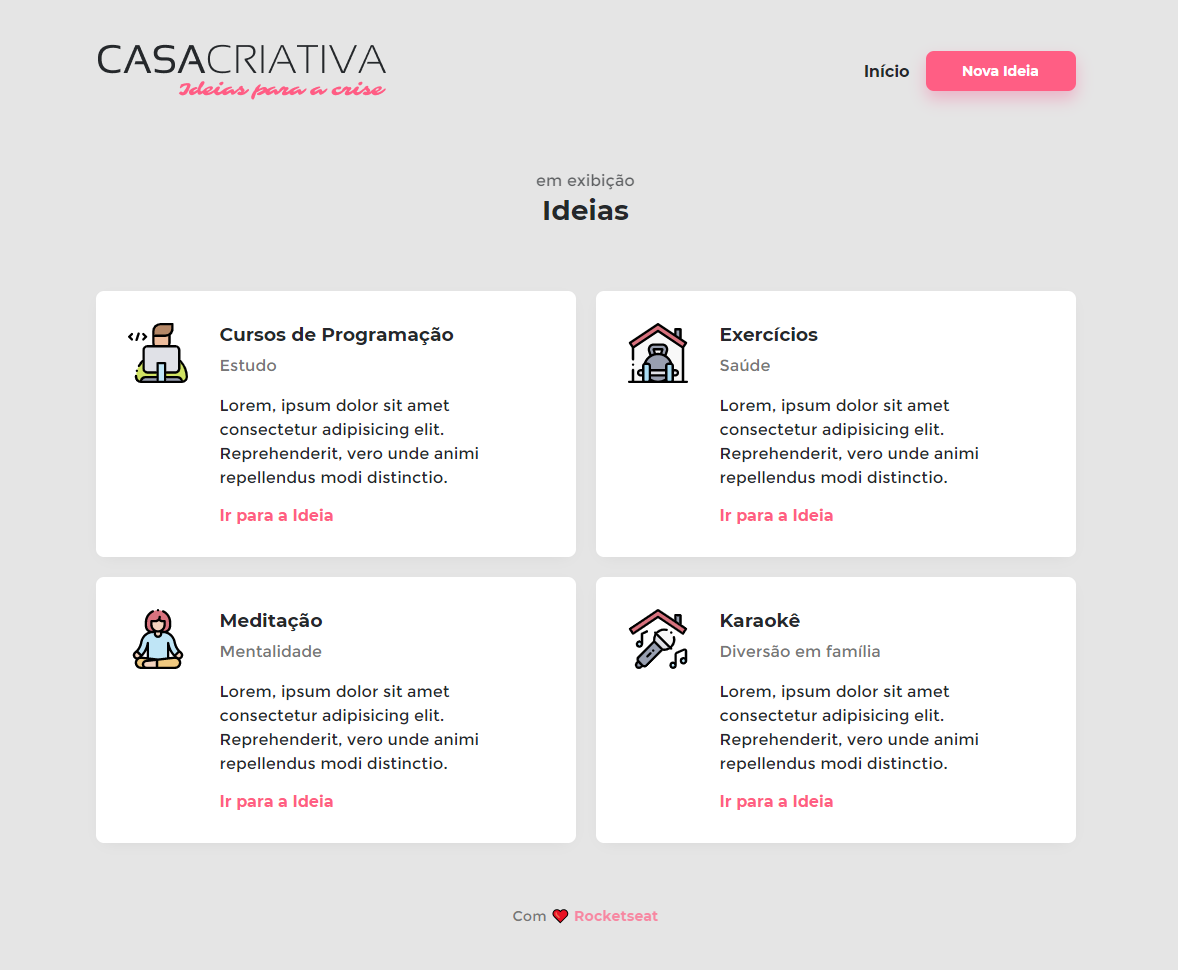 CASACRIATIVA
Ideias para a crise
Início
Nova Ideia
em exibição
Ideias
Cursos de Programação
Estudo
Lorem, ipsum dolor sit amet
consectetur adipisicing elit.
Reprehenderit, vero unde animi
repellendus modi distinctio.
Ir para a Ideia
Exercícios
Saúde
Lorem, ipsum dolor sit amet
consectetur adipisicing elit.
Reprehenderit, vero unde animi
repellendus modi distinctio.
Ir para a Ideia
Meditação
Mentalidade
Lorem, ipsum dolor sit amet
consectetur adipisicing elit.
Reprehenderit, vero unde animi
repellendus modi distinctio.
Ir para a Ideia
Karaokê
Diversão em família
Lorem, ipsum dolor sit amet
consectetur adipisicing elit.
Reprehenderit, vero unde animi
repellendus modi distinctio.
Ir para a Ideia
Com ❤ Rocketseat